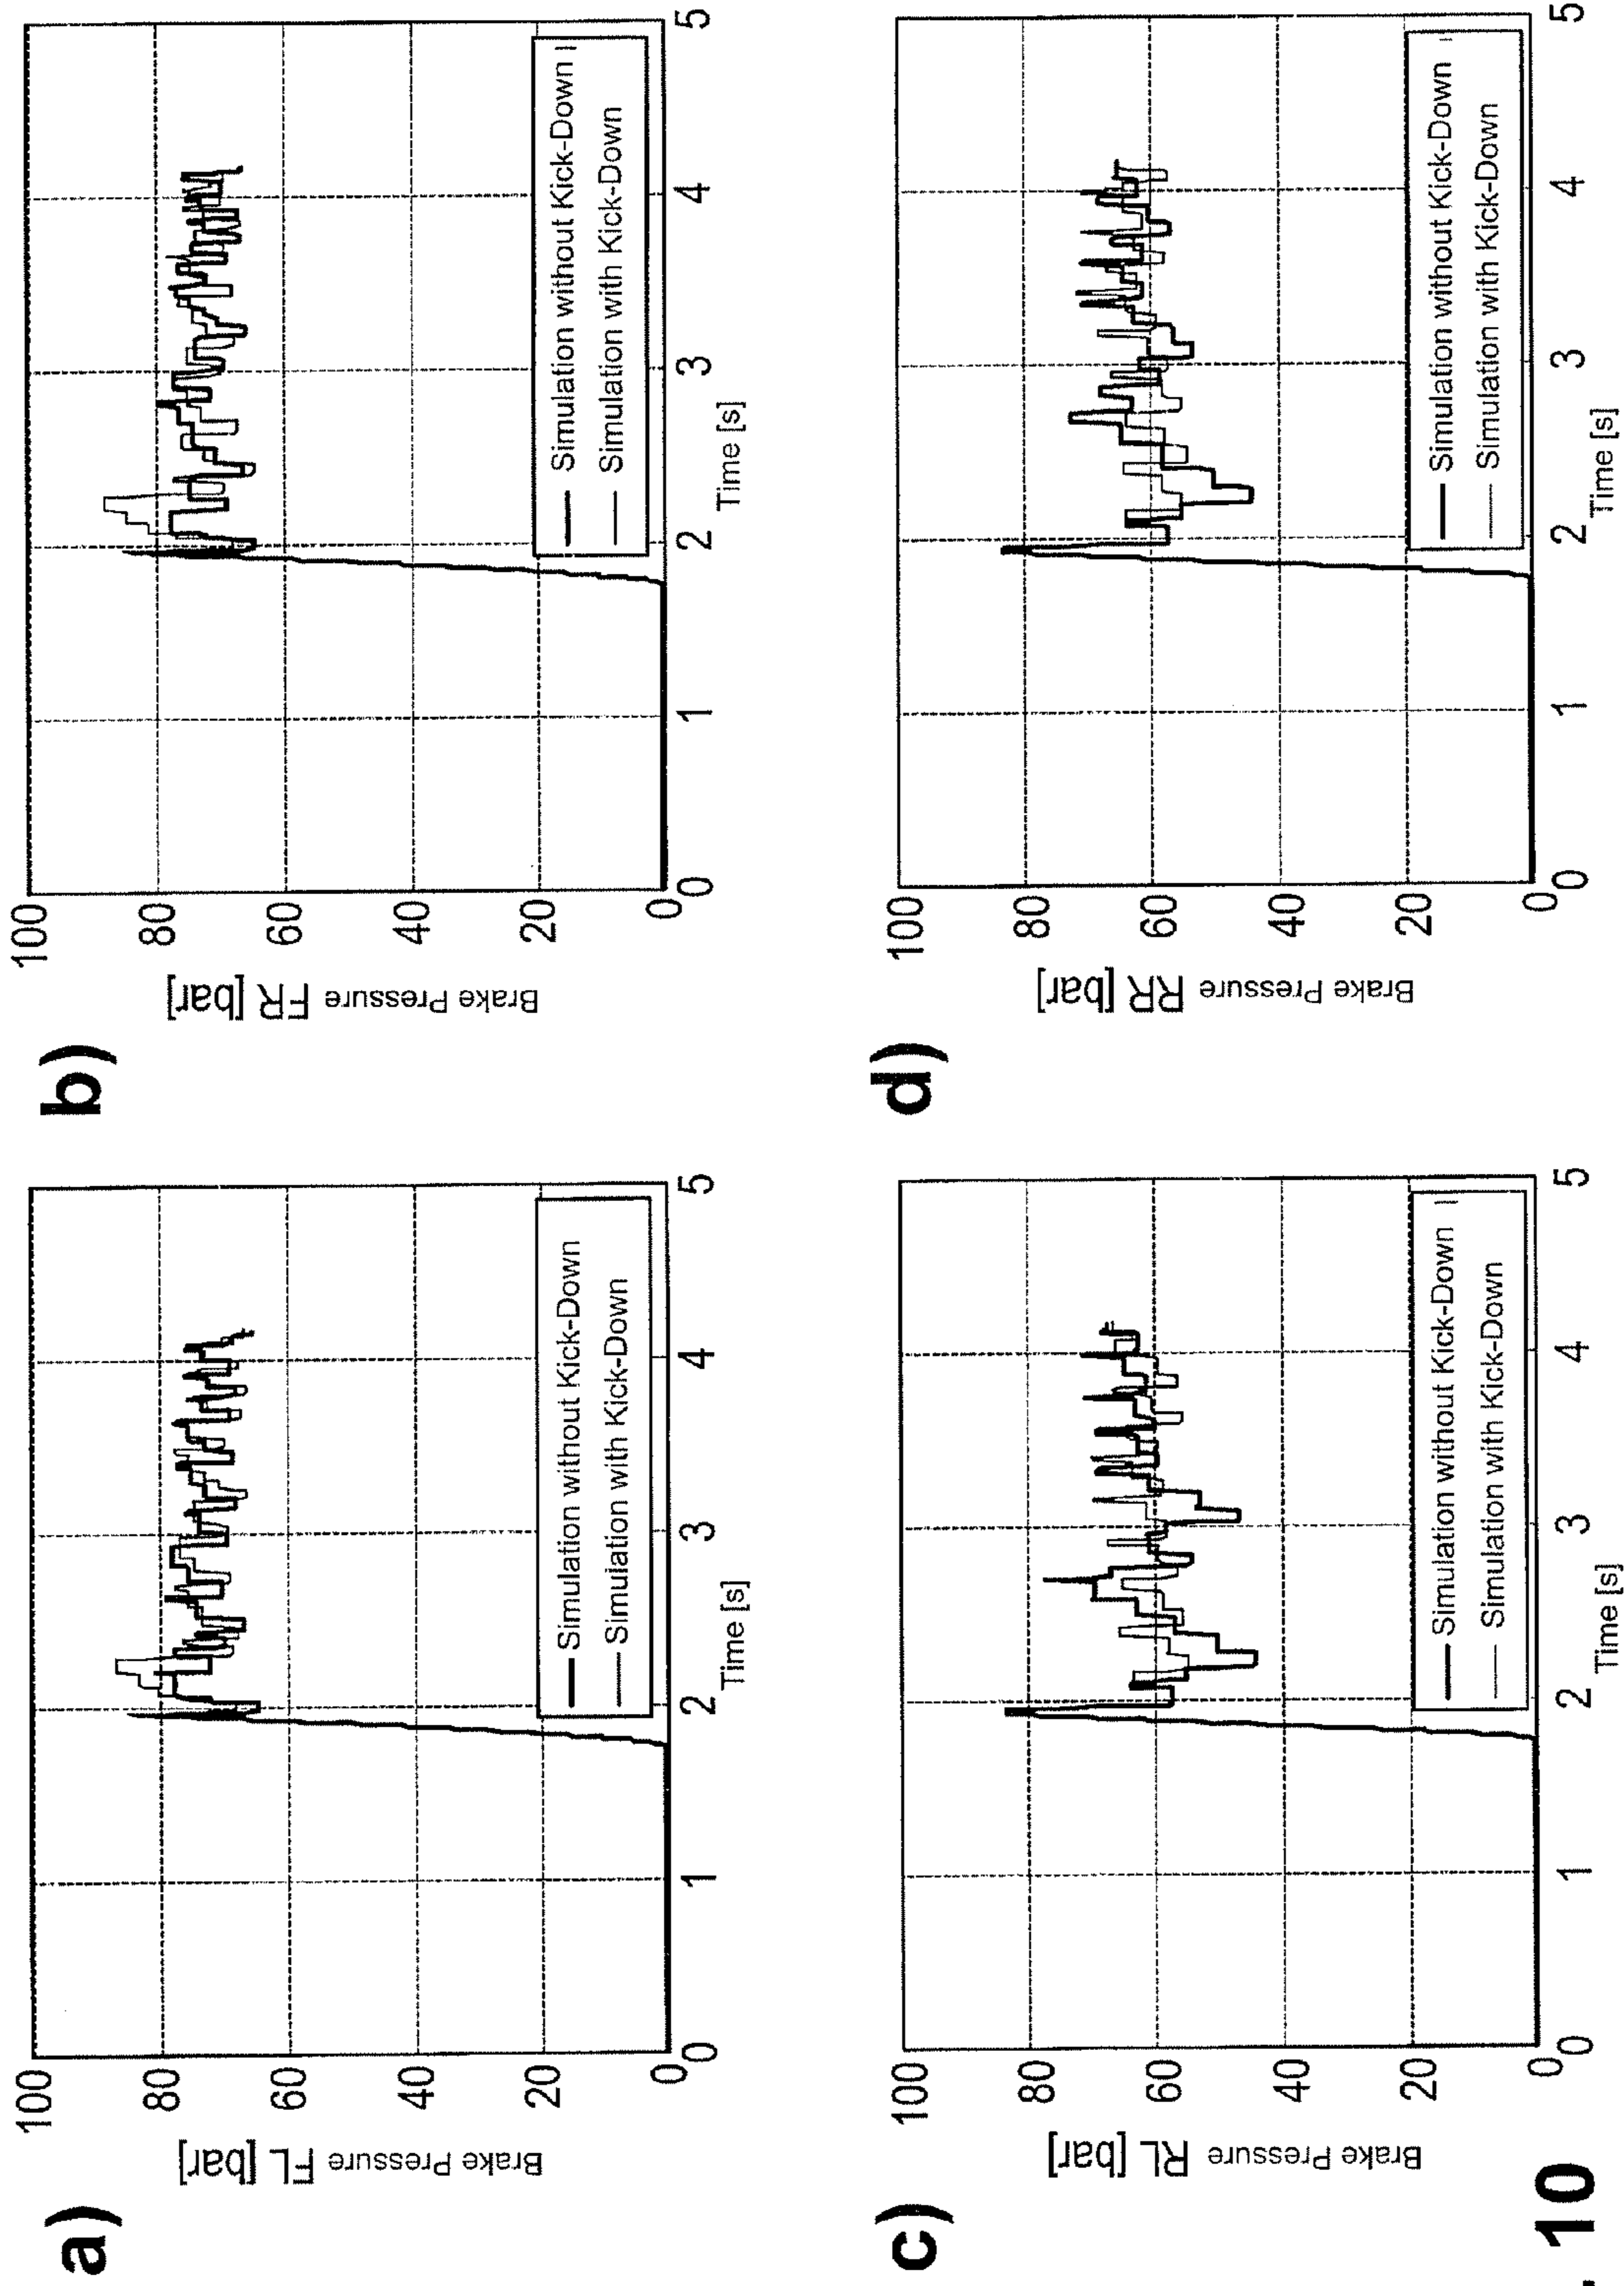 a)
Brake Pressure FL [bar]
100
80
60
40
20
0
0 1 2 3 4 5
Time [s]
Simulation without Kick-Down
Simulation with Kick-Down
b)
Brake Pressure FR [bar]
100
80
60
40
20
0
0 1 2 3 4 5
Time [s]
Simulation without Kick-Down
Simulation with Kick-Down
c)
Brake Pressure RL [bar]
100
80
60
40
20
0
0 1 2 3 4 5
Time [s]
Simulation without Kick-Down
Simulation with Kick-Down
d)
Brake Pressure RR [bar]
100
80
60
40
20
0
0 1 2 3 4 5
Time [s]
Simulation without Kick-Down
Simulation with Kick-Down
. 10